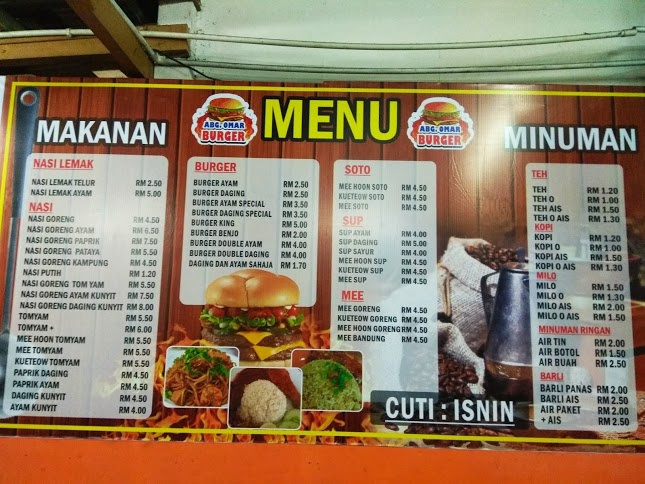 ABG. OMAR
BURGER
MENU
ABG. OMAR
BURGER
MAKANAN
NASI LEMAK
NASI LEMAK TELUR RM 2.50
NASI LEMAK AYAM RM 5.00
NASI
NASI GORENG RM 4.50
NASI GORENG AYAM RM 6.50
NASI GORENG PAPRIK RM 7.50
NASI GORENG PATAYA RM 5.50
NASI GORENG KAMPUNG RM 4.50
NASI PUTIH RM 1.20
NASI GORENG TOM YAM RM 5.50
NASI GORENG AYAM KUNYIT RM 7.50
NASI GORENG DAGING KUNYIT RM 8.00
TOMYAM RM 5.50
TOMYAM + RM 6.00
MEE HOON TOMYAM RM 5.50
MEE TOMYAM RM 5.50
KUETEOW TOMYAM RM 5.50
PAPRIK DAGING RM 5.50
PAPRIK AYAM RM 5.50
DAGING KUNYIT RM 5.50
AYAM KUNYIT RM 4.00
BURGER
BURGER AYAM RM 2.50
BURGER DAGING RM 2.50
BURGER AYAM SPECIAL RM 3.50
BURGER DAGING SPECIAL RM 3.50
BURGER KING RM 5.00
BURGER BENJO RM 2.00
BURGER DOUBLE AYAM RM 4.00
BURGER DOUBLE DAGING RM 4.00
DAGING DAN AYAM SAHAJA RM 1.70
SOTO
MEE HOON SOTO RM 4.50
KUETEOW SOTO RM 4.50
MEE SOTO RM 4.50
SUP
SUP AYAM RM 4.00
SUP DAGING RM 5.00
SUP SAYUR RM 4.00
MEE HOON SUP RM 4.50
KUETEOW SUP RM 4.50
MEE SUP RM 4.50
MEE
MEE GORENG RM 4.50
KUETEOW GORENG RM 4.50
MEE HOON GORENG RM 4.50
MEE BANDUNG RM 4.50
CUTI : ISNIN
MINUMAN
TEH
TEH RM 1.20
TEH O RM 1.00
TEH AIS RM 1.50
TEH O AIS RM 1.30
KOPI
KOPI RM 1.20
KOPI O RM 1.00
KOPI AIS RM 1.50
KOPI O AIS RM 1.30
MILO
MILO RM 1.50
MILO O RM 1.30
MILO AIS RM 2.00
MILO O AIS RM 1.50
MINUMAN RINGAN
AIR TIN RM 2.00
AIR BOTOL RM 1.50
AIR BUAH RM 2.50
BARLI
BARLI PANAS RM 2.00
BARLI AIS RM 2.50
AIR PAKET RM 2.00
+ AIS RM 2.50